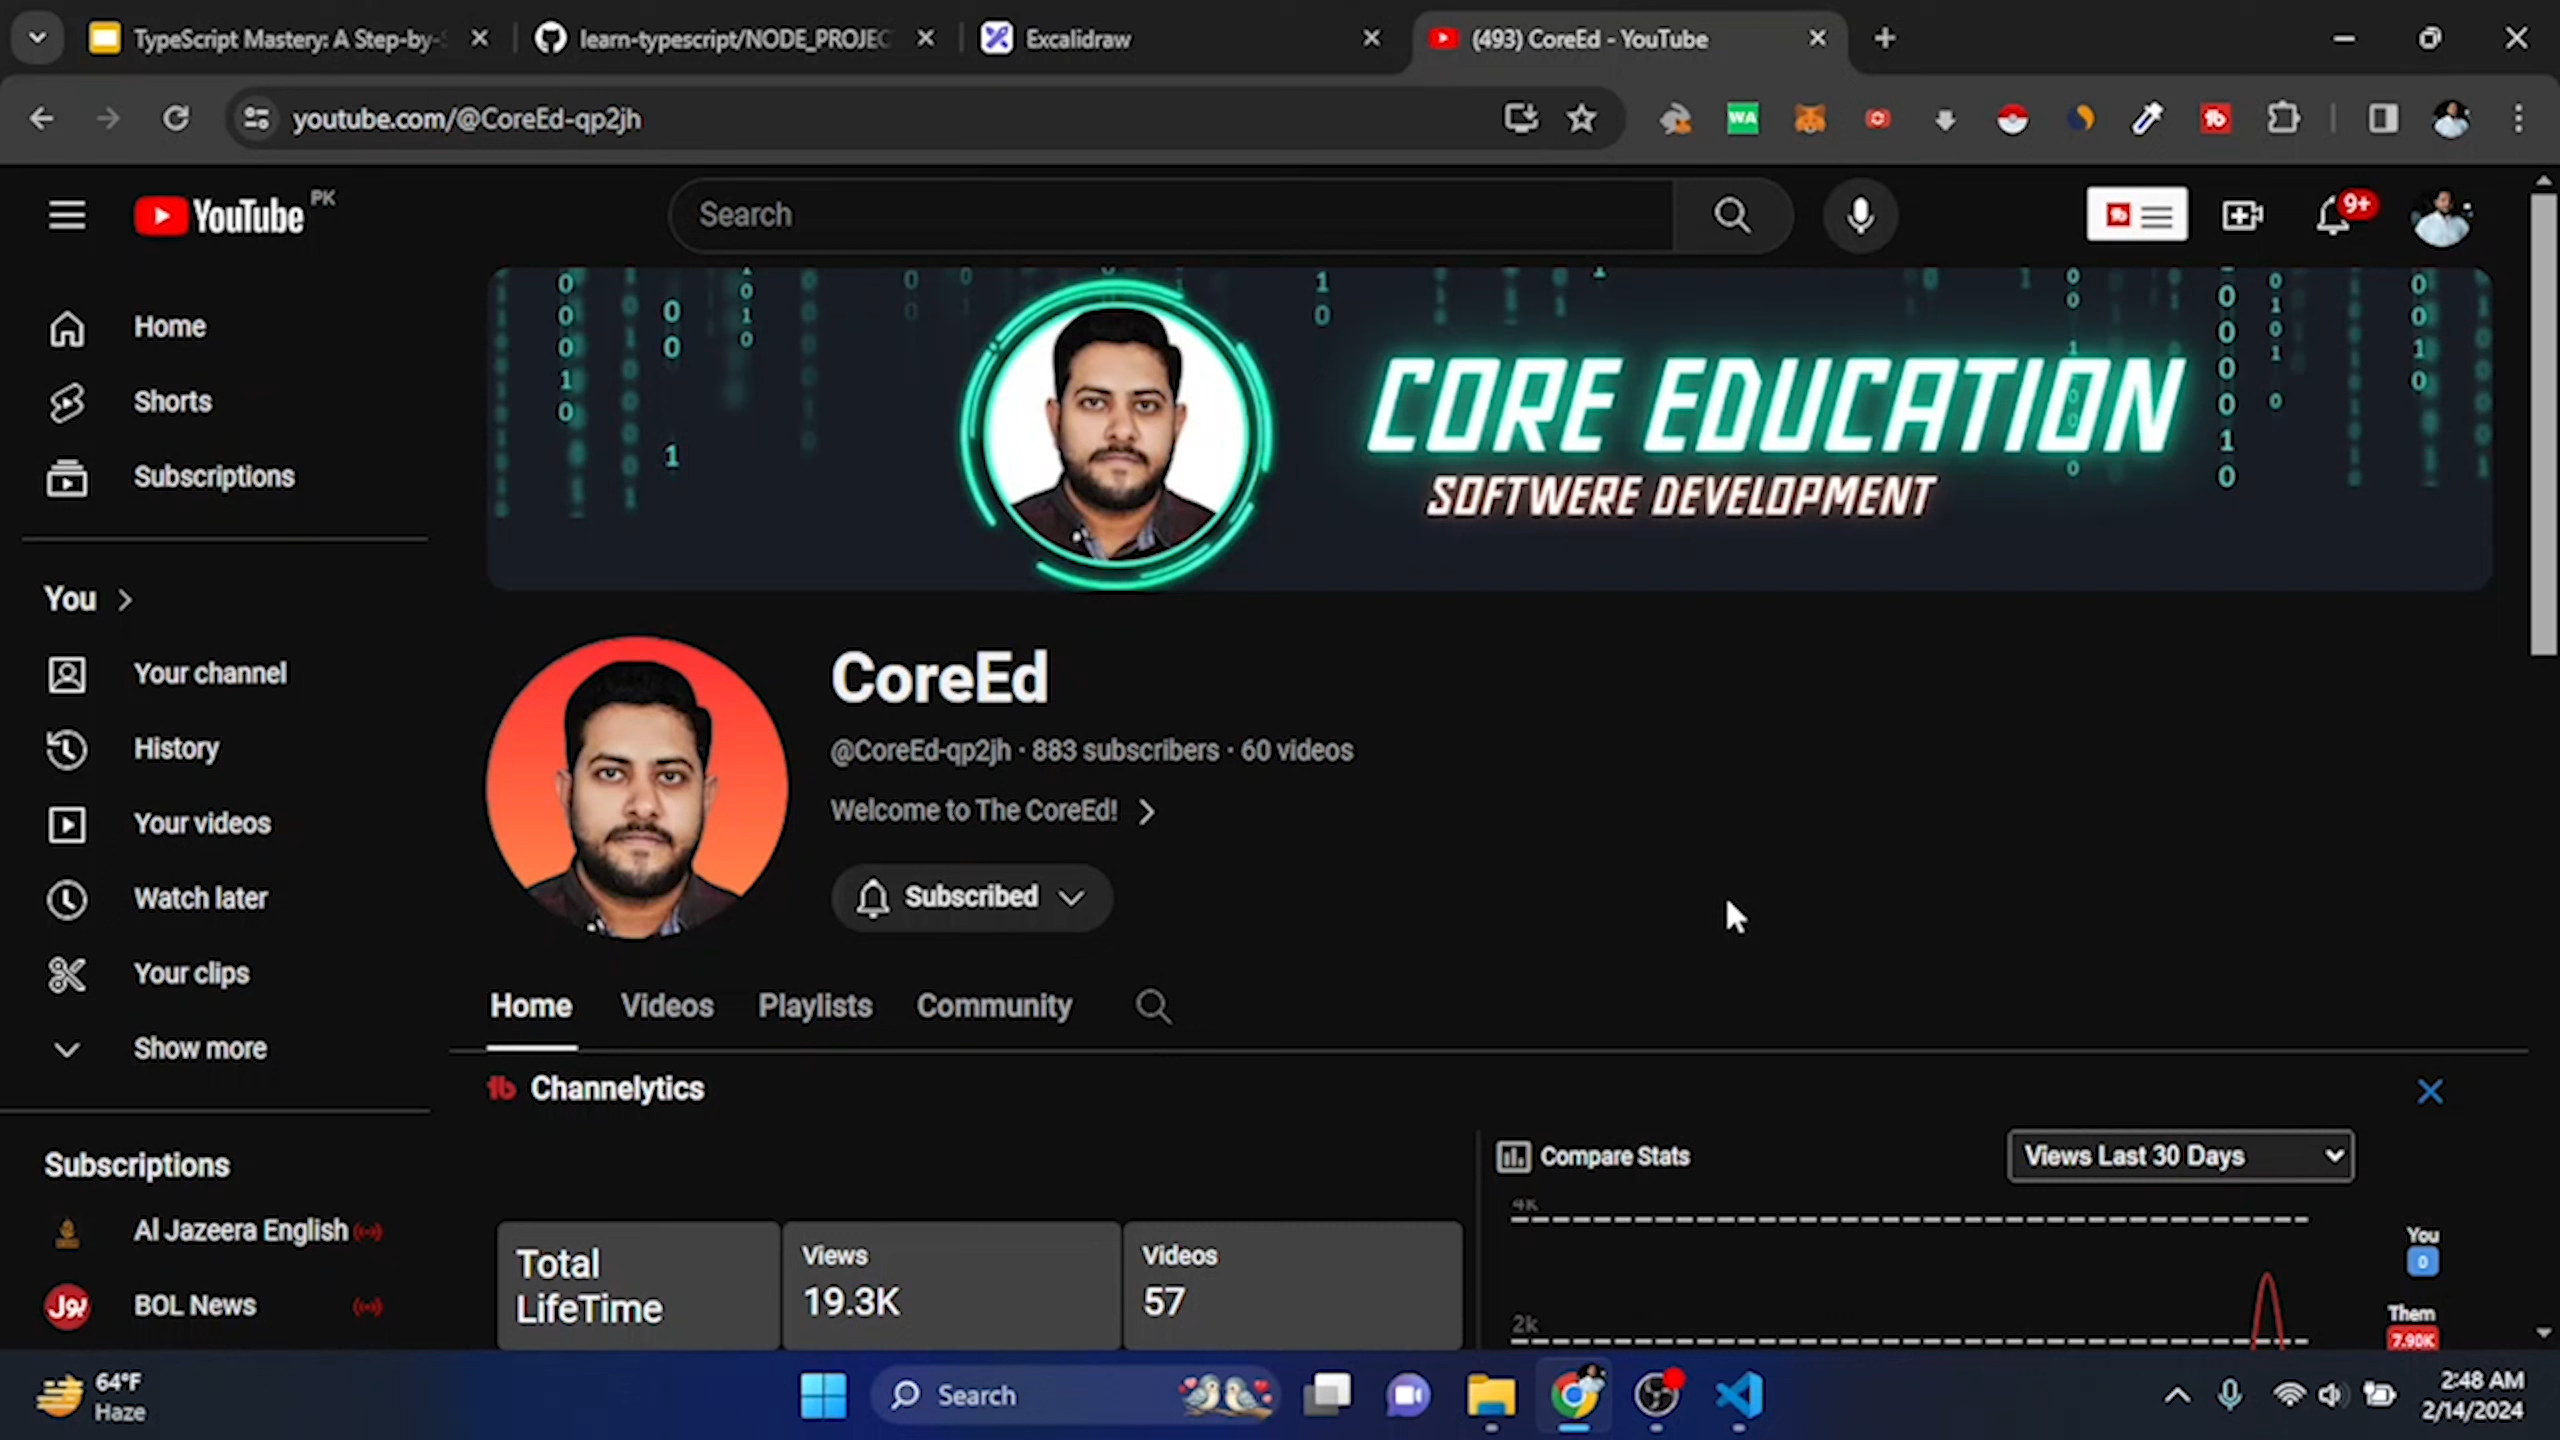 TypeScript Mastery: A Step-by-
learn-typescript/NODE_PROJEC
Excalidraw
(493) CoreEd - YouTube
youtube.com/@CoreEd-qp2jh
WA
YouTube PK
Search
9+
Home
Shorts
Subscriptions
You
Your channel
History
Your videos
Watch later
Your clips
Show more
Subscriptions
Al Jazeera English
BOL News
CORE EDUCATION
SOFTWERE DEVELOPMENT
CoreEd
@CoreEd-qp2jh · 883 subscribers · 60 videos
Welcome to The CoreEd!
Subscribed
Home Videos Playlists Community
Channelytics
Total
LifeTime
Views
19.3K
Videos
57
Compare Stats
Views Last 30 Days
4K
2k
You
0
Them
7.90K
64°F
Haze
Search
2:48 AM
2/14/2024